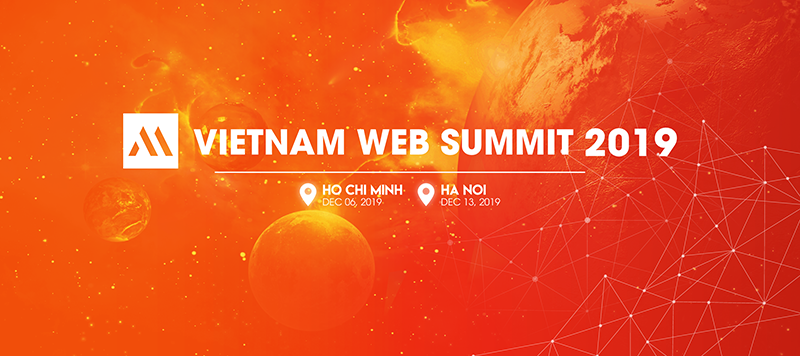 VIETNAM WEB SUMMIT 2019
HO CHI MINH
DEC 06, 2019
HA NOI
DEC 13, 2019